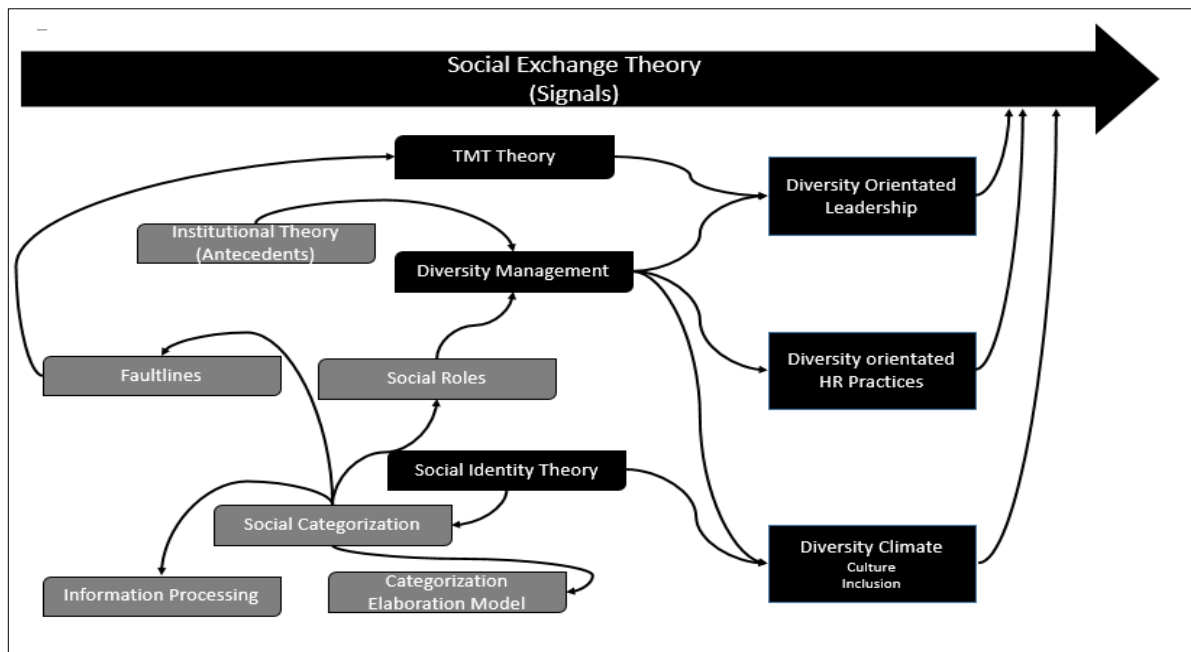 Social Exchange Theory
(Signals)
TMT Theory
Diversity Orientated
Leadership
Institutional Theory
(Antecedents)
Diversity Management
Faultlines
Social Roles
Diversity orientated
HR Practices
Social Identity Theory
Social Categorization
Diversity Climate
Culture
Inclusion
Information Processing
Categorization
Elaboration Model